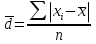 d̅ = ∑|xᵢ − x̅| / n